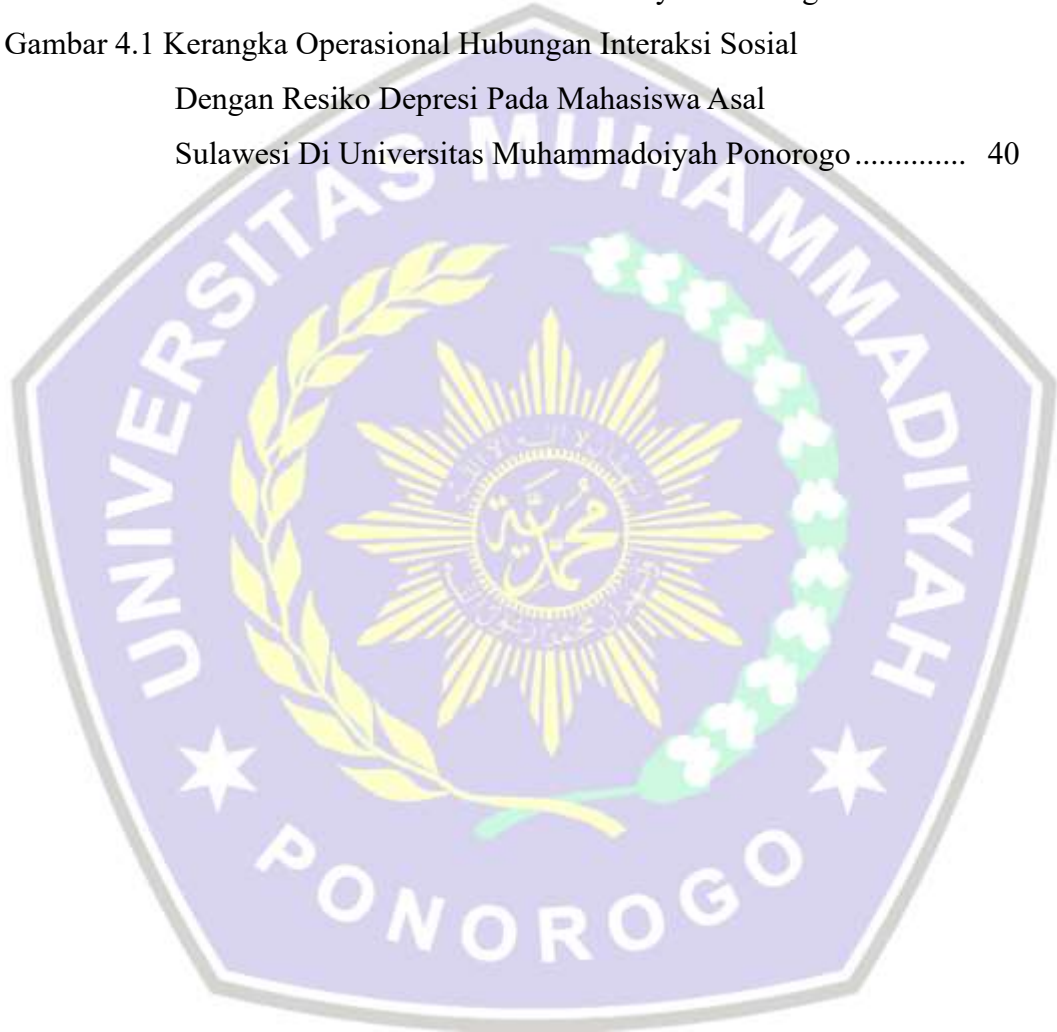 Gambar 4.1 Kerangka Operasional Hubungan Interaksi Sosial
Dengan Resiko Depresi Pada Mahasiswa Asal
Sulawesi Di Universitas Muhammadoiyah Ponorogo .............. 40
UNIVERSITAS MUHAMMADIYAH
PONOROGO
محمدية